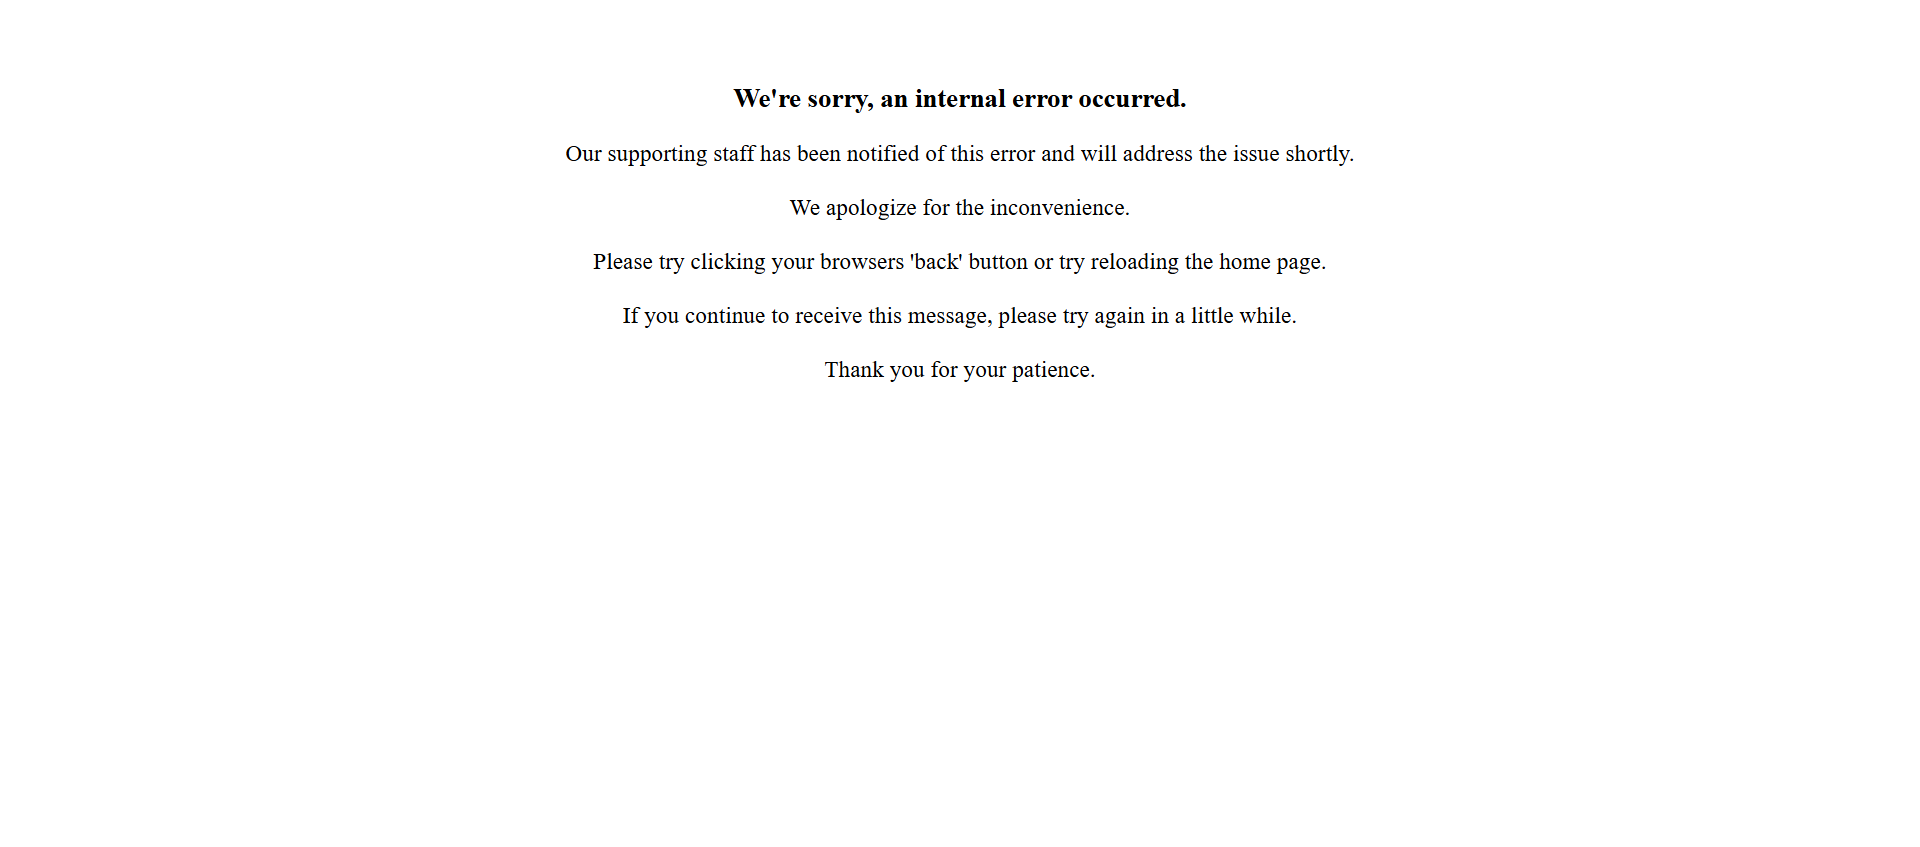 We're sorry, an internal error occurred.
Our supporting staff has been notified of this error and will address the issue shortly.
We apologize for the inconvenience.
Please try clicking your browsers 'back' button or try reloading the home page.
If you continue to receive this message, please try again in a little while.
Thank you for your patience.